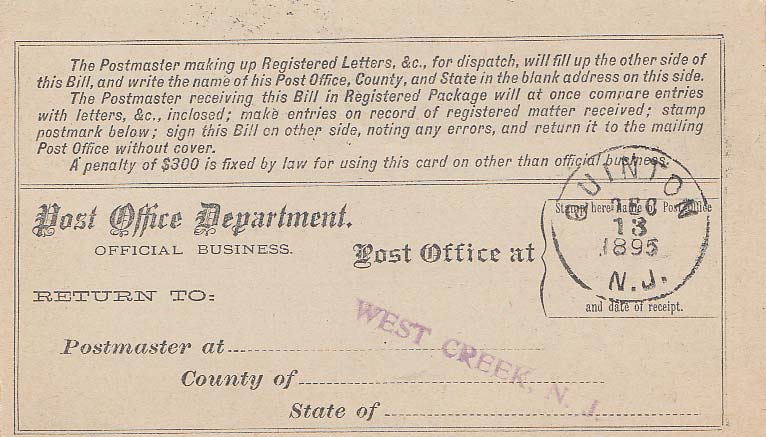 The Postmaster making up Registered Letters, &c., for dispatch, will fill up the other side of
this Bill, and write the name of his Post Office, County, and State in the blank address on this side.
The Postmaster receiving this Bill in Registered Package will at once compare entries
with letters, &c., inclosed; make entries on record of registered matter received; stamp
postmark below; sign this Bill on other side, noting any errors, and return it to the mailing
Post Office without cover.
A penalty of $300 is fixed by law for using this card on other than official business.
Post Office Department.
OFFICIAL BUSINESS.
Post Office at
Stamp here Name of Post Office
and date of receipt.
QUINTON
DEC
13
1895
N.J.
RETURN TO:
WEST CREEK, N. J.
Postmaster at
County of
State of